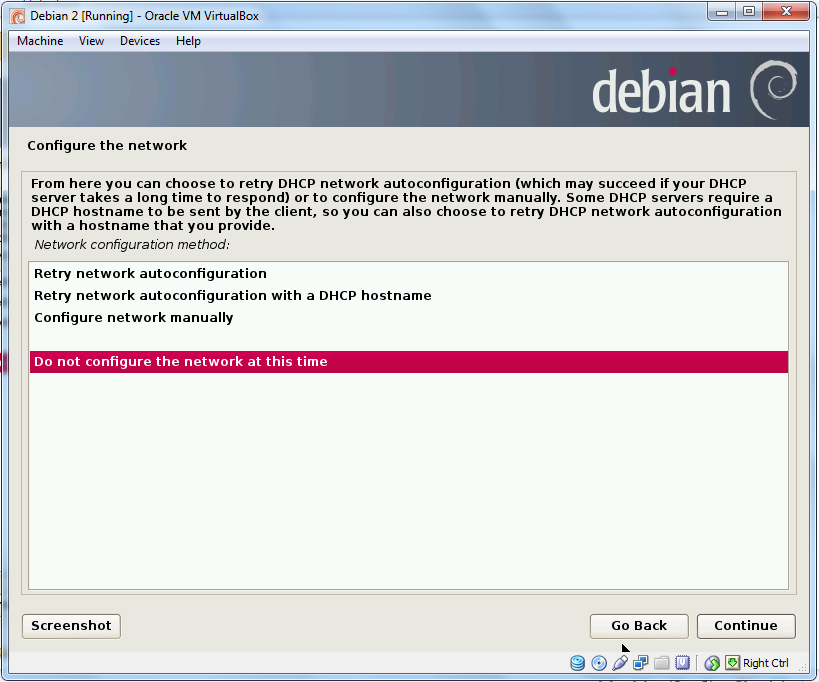 Debian 2 [Running] - Oracle VM VirtualBox
Machine View Devices Help
debian
Configure the network
From here you can choose to retry DHCP network autoconfiguration (which may succeed if your DHCP
server takes a long time to respond) or to configure the network manually. Some DHCP servers require a
DHCP hostname to be sent by the client, so you can also choose to retry DHCP network autoconfiguration
with a hostname that you provide.
Network configuration method:
Retry network autoconfiguration
Retry network autoconfiguration with a DHCP hostname
Configure network manually
Do not configure the network at this time
Screenshot Go Back Continue
Right Ctrl